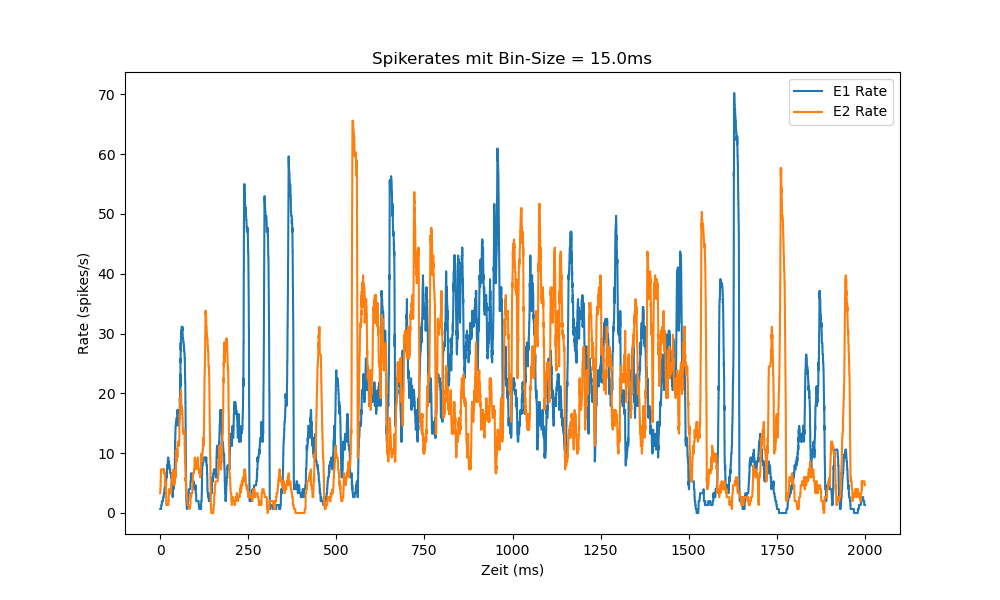 Spikerates mit Bin-Size = 15.0ms
E1 Rate
E2 Rate
Rate (spikes/s)
70
60
50
40
30
20
10
0
0 250 500 750 1000 1250 1500 1750 2000
Zeit (ms)